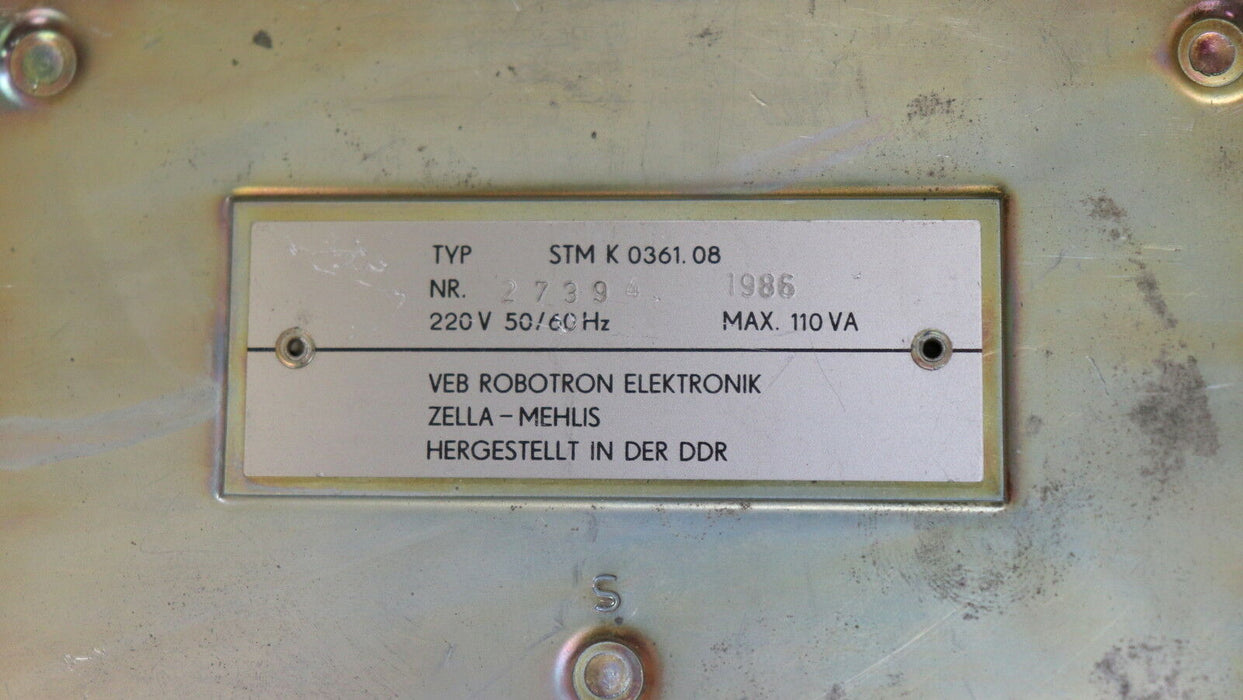 TYP STM K 0361.08
NR. 27394. 1986
220 V 50/60 Hz MAX. 110 VA
VEB ROBOTRON ELEKTRONIK
ZELLA – MEHLIS
HERGESTELLT IN DER DDR
S